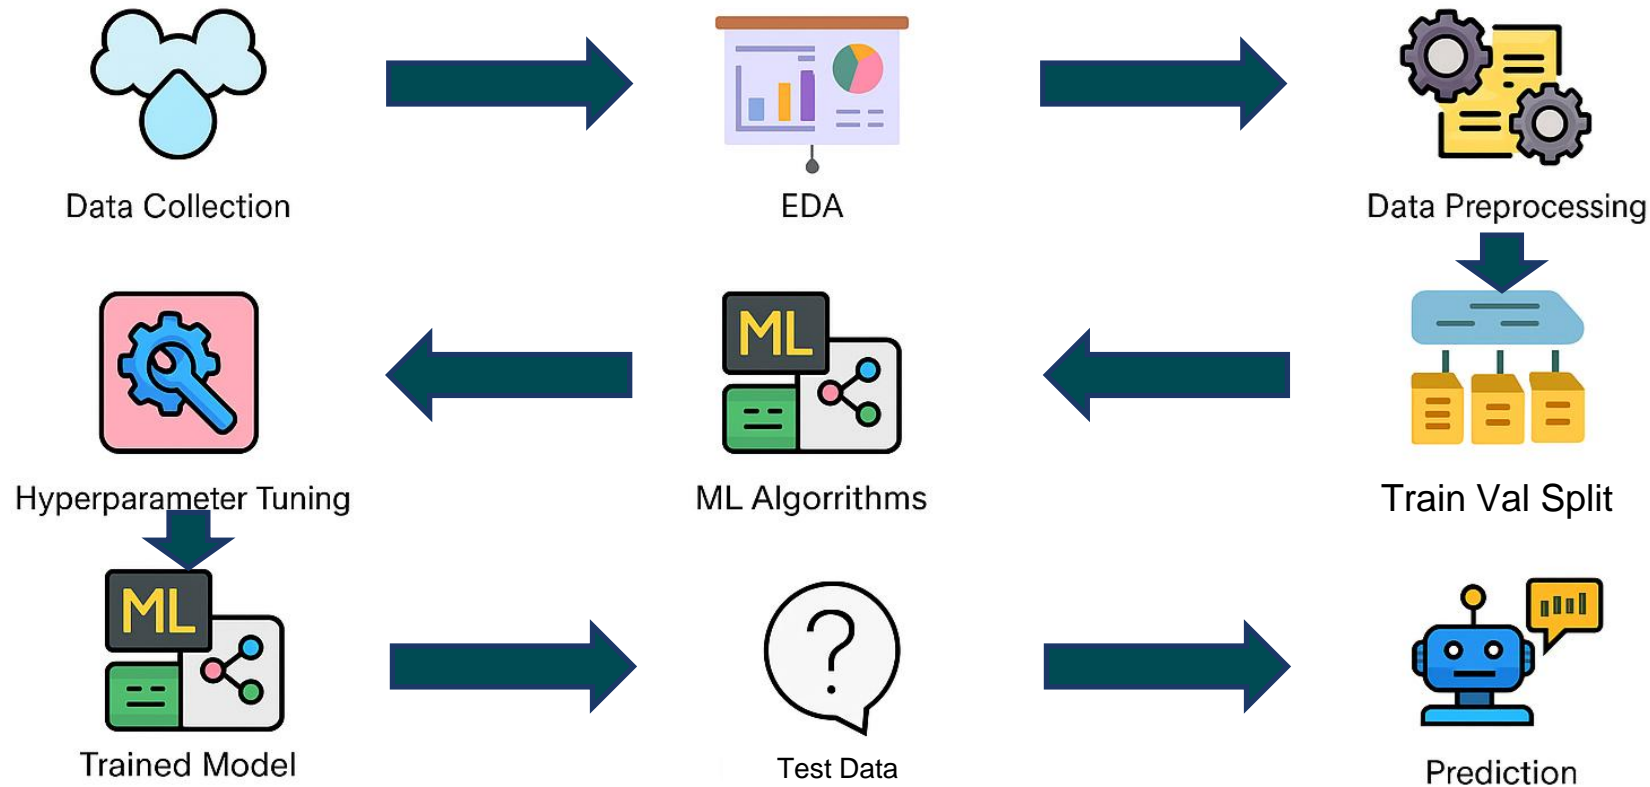 Data Collection
EDA
Data Preprocessing
ML
Hyperparameter Tuning
ML Algorrithms
Train Val Split
ML
Trained Model
Test Data
Prediction